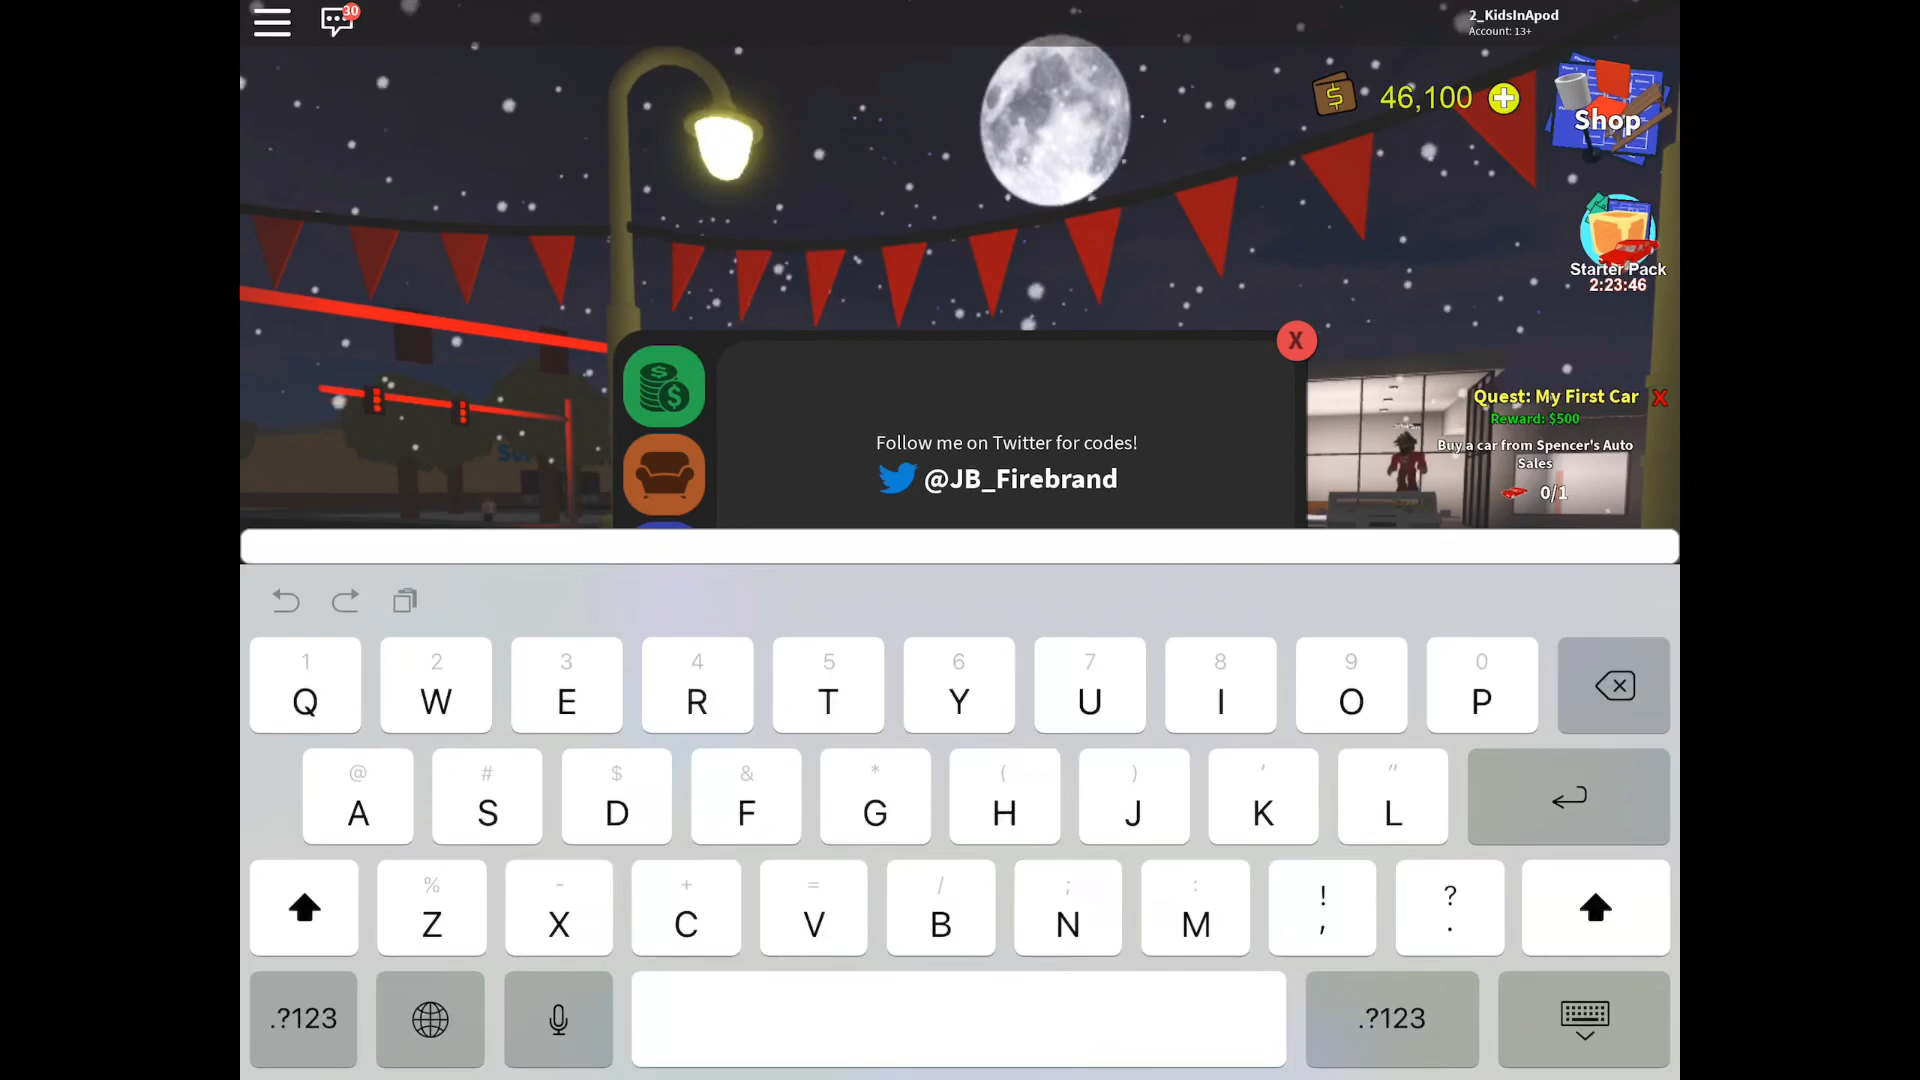 30
2_KidsInApod
Account: 13+
46,100
Shop
Starter Pack
2:23:46
X
Quest: My First Car X
Reward: $500
Buy a car from Spencer's Auto
Sales
0/1
Follow me on Twitter for codes!
@JB_Firebrand
1 2 3 4 5 6 7 8 9 0
Q W E R T Y U I O P
@ # $ & * ( ) ' "
A S D F G H J K L
% - + = / ; : ! ?
Z X C V B N M , .
.?123 .?123